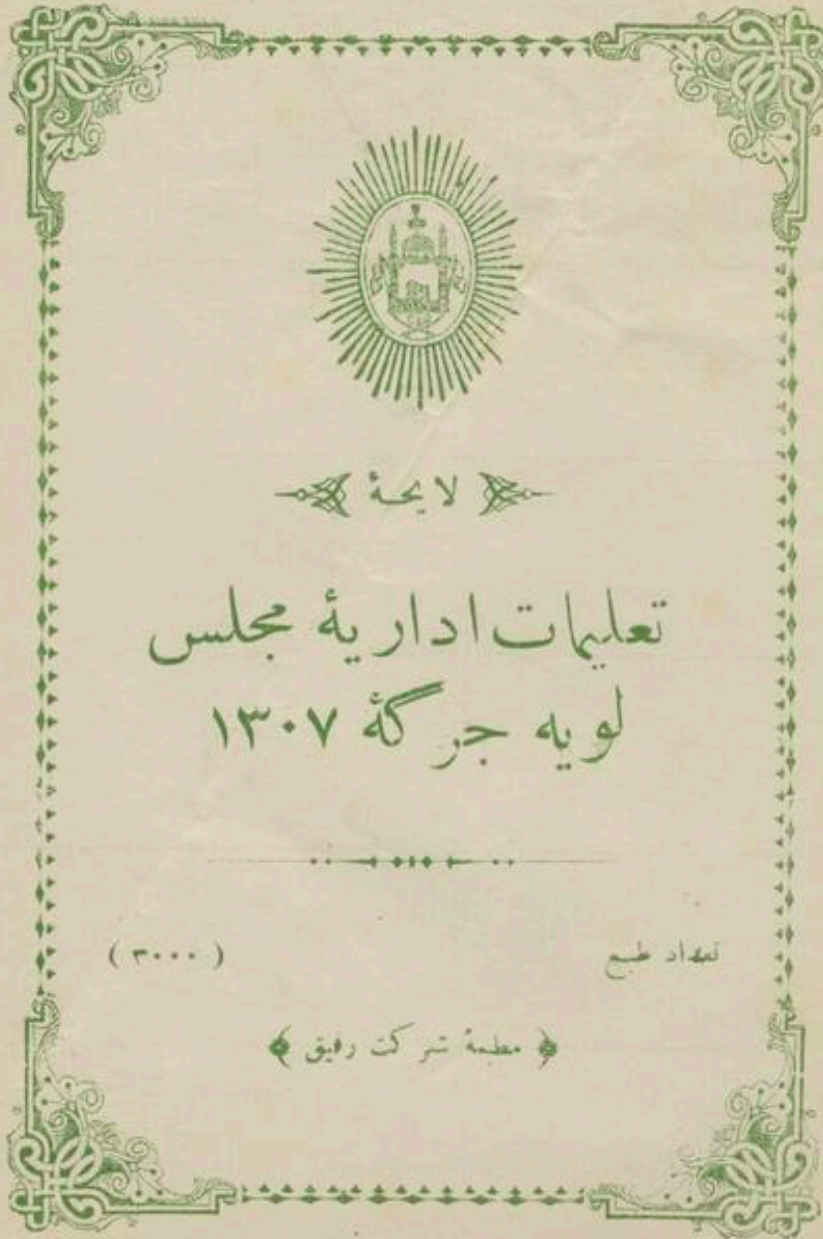 لایحهٔ
تعلیمات اداریهٔ مجلس
لویه جرگهٔ ۱۳۰۷
تعداد طبع (۳۰۰۰)
﴿ مطبعهٔ شرکت رفیق ﴾